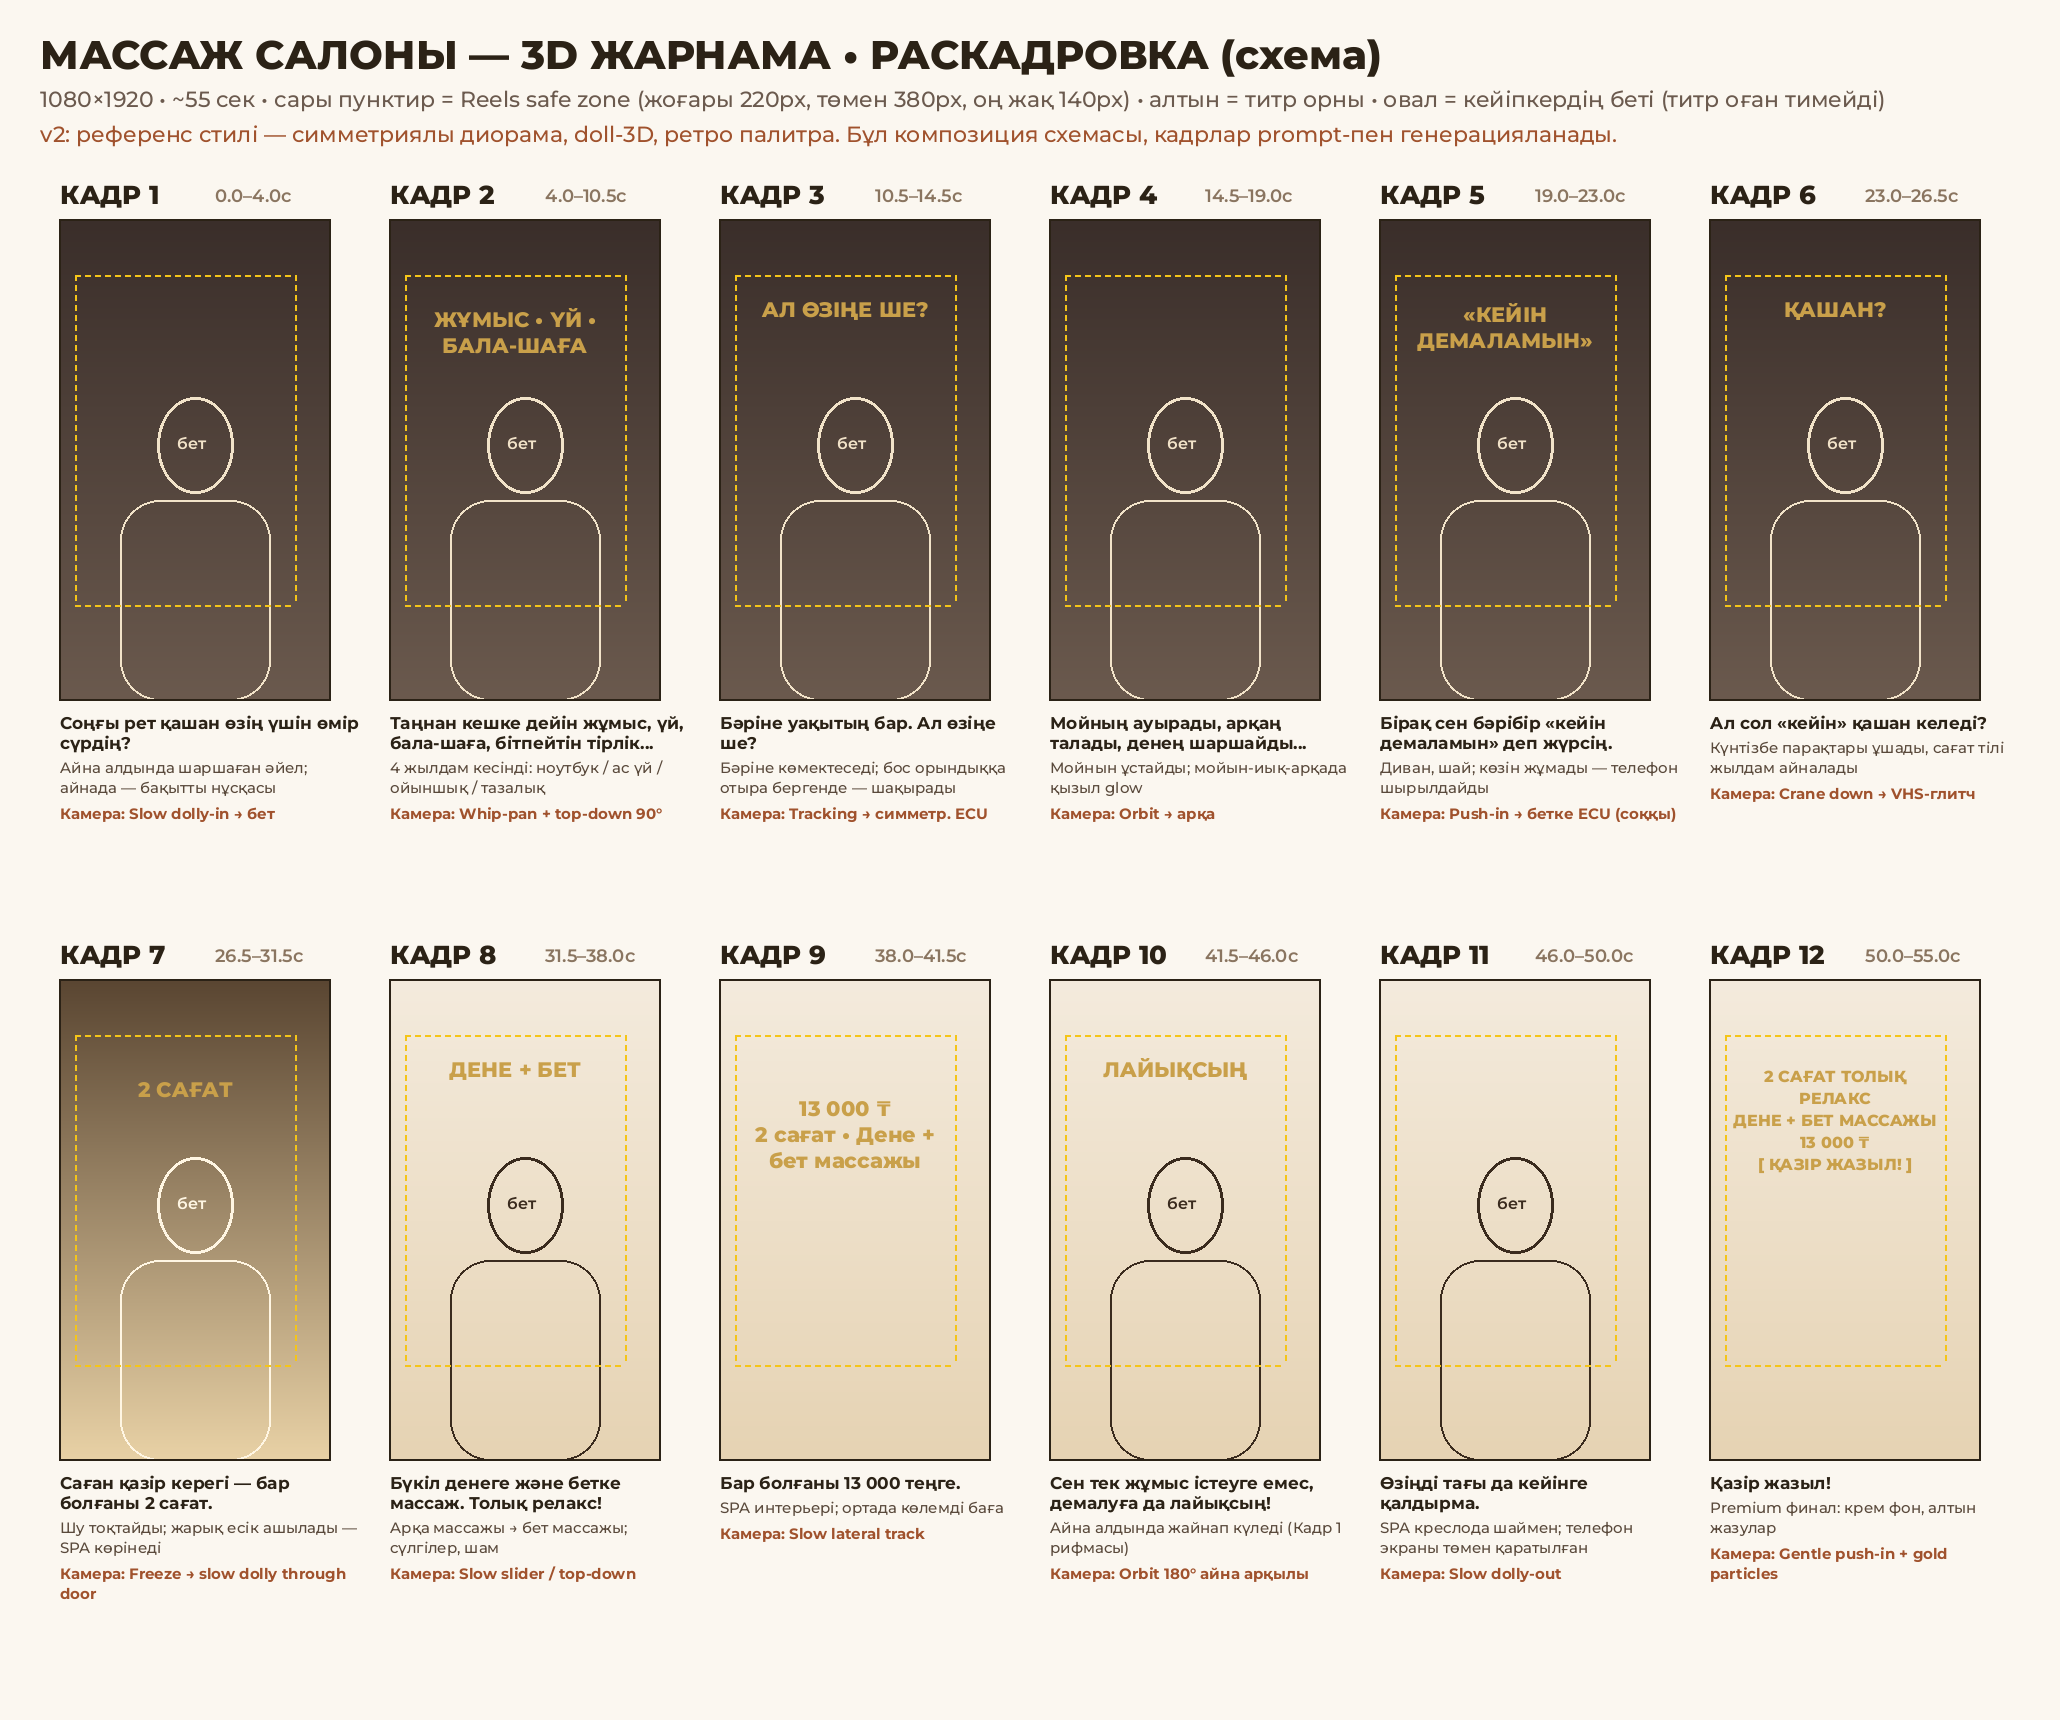 МАССАЖ САЛОНЫ — 3D ЖАРНАМА • РАСКАДРОВКА (схема)
1080×1920 • ~55 сек • сары пунктир = Reels safe zone (жоғары 220px, төмен 380px, оң жақ 140px) • алтын = титр орны • овал = кейіпкердің беті (титр оған тимейді)
v2: референс стилі — симметриялы диорама, doll-3D, ретро палитра. Бұл композиция схемасы, кадрлар prompt-пен генерацияланады.
КАДР 1 0.0–4.0с
бет
Соңғы рет қашан өзің үшін өмір
сүрдің?
Айна алдында шаршаған әйел;
айнада — бақытты нұсқасы
Камера: Slow dolly-in → бет
КАДР 2 4.0–10.5с
ЖҰМЫС • ҮЙ •
БАЛА-ШАҒА
бет
Таңнан кешке дейін жұмыс, үй,
бала-шаға, бітпейтін тірлік...
4 жылдам кесінді: ноутбук / ас үй /
ойыншық / тазалық
Камера: Whip-pan + top-down 90°
КАДР 3 10.5–14.5с
АЛ ӨЗІҢЕ ШЕ?
бет
Бәріне уақытың бар. Ал өзіңе
ше?
Бәріне көмектеседі; бос орындыққа
отыра бергенде — шақырады
Камера: Tracking → симметр. ECU
КАДР 4 14.5–19.0с
бет
Мойның ауырады, арқаң
талады, денең шаршайды...
Мойнын ұстайды; мойын-иық-арқада
қызыл glow
Камера: Orbit → арқа
КАДР 5 19.0–23.0с
«КЕЙІН
ДЕМАЛАМЫН»
бет
Бірақ сен бәрібір «кейін
демаламын» деп жүрсің.
Диван, шай; көзін жұмады — телефон
шырылдайды
Камера: Push-in → бетке ECU (соққы)
КАДР 6 23.0–26.5с
ҚАШАН?
бет
Ал сол «кейін» қашан келеді?
Күнтізбе парақтары ұшады, сағат тілі
жылдам айналады
Камера: Crane down → VHS-глитч
КАДР 7 26.5–31.5с
2 САҒАТ
бет
Саған қазір керегі — бар
болғаны 2 сағат.
Шу тоқтайды; жарық есік ашылады —
SPA көрінеді
Камера: Freeze → slow dolly through
door
КАДР 8 31.5–38.0с
ДЕНЕ + БЕТ
бет
Бүкіл денеге және бетке
массаж. Толық релакс!
Арқа массажы → бет массажы;
сүлгілер, шам
Камера: Slow slider / top-down
КАДР 9 38.0–41.5с
13 000 ₸
2 сағат • Дене +
бет массажы
Бар болғаны 13 000 теңге.
SPA интерьері; ортада көлемді баға
Камера: Slow lateral track
КАДР 10 41.5–46.0с
ЛАЙЫҚСЫҢ
бет
Сен тек жұмыс істеуге емес,
демалуға да лайықсың!
Айна алдында жайнап күледі (Кадр 1
рифмасы)
Камера: Orbit 180° айна арқылы
КАДР 11 46.0–50.0с
бет
Өзіңді тағы да кейінге
қалдырма.
SPA креслода шаймен; телефон
экраны төмен қаратылған
Камера: Slow dolly-out
КАДР 12 50.0–55.0с
2 САҒАТ ТОЛЫҚ
РЕЛАКС
ДЕНЕ + БЕТ МАССАЖЫ
13 000 ₸
[ ҚАЗІР ЖАЗЫЛ! ]
Қазір жазыл!
Premium финал: крем фон, алтын
жазулар
Камера: Gentle push-in + gold
particles